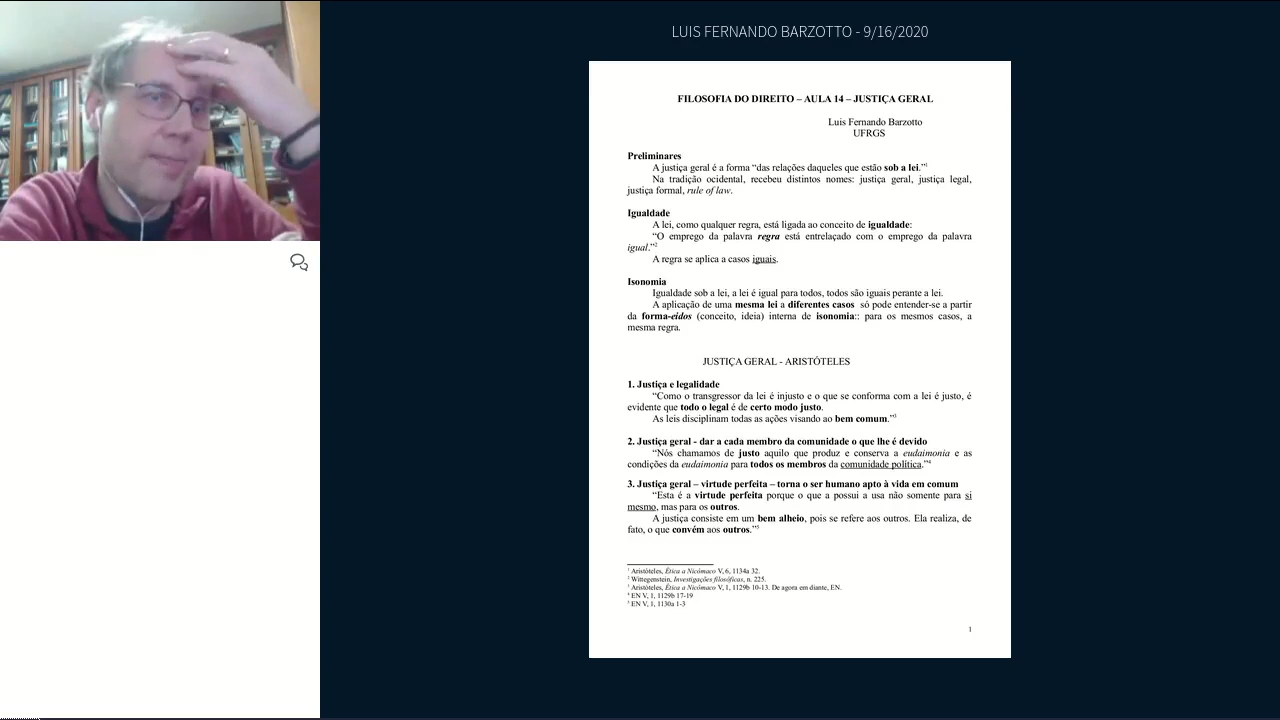 LUIS FERNANDO BARZOTTO - 9/16/2020
FILOSOFIA DO DIREITO – AULA 14 – JUSTIÇA GERAL
Luis Fernando Barzotto
UFRGS
Preliminares
A justiça geral é a forma “das relações daqueles que estão sob a lei.”1
Na tradição ocidental, recebeu distintos nomes: justiça geral, justiça legal,
justiça formal, rule of law.
Igualdade
A lei, como qualquer regra, está ligada ao conceito de igualdade:
“O emprego da palavra regra está entrelaçado com o emprego da palavra
igual.”2
A regra se aplica a casos iguais.
Isonomia
Igualdade sob a lei, a lei é igual para todos, todos são iguais perante a lei.
A aplicação de uma mesma lei a diferentes casos só pode entender-se a partir
da forma-eidos (conceito, ideia) interna de isonomia:: para os mesmos casos, a
mesma regra.
JUSTIÇA GERAL - ARISTÓTELES
1. Justiça e legalidade
“Como o transgressor da lei é injusto e o que se conforma com a lei é justo, é
evidente que todo o legal é de certo modo justo.
As leis disciplinam todas as ações visando ao bem comum.”3
2. Justiça geral - dar a cada membro da comunidade o que lhe é devido
“Nós chamamos de justo aquilo que produz e conserva a eudaimonia e as
condições da eudaimonia para todos os membros da comunidade política.”4
3. Justiça geral – virtude perfeita – torna o ser humano apto à vida em comum
“Esta é a virtude perfeita porque o que a possui a usa não somente para si
mesmo, mas para os outros.
A justiça consiste em um bem alheio, pois se refere aos outros. Ela realiza, de
fato, o que convém aos outros.”5
1 Aristóteles, Ética a Nicômaco V, 6, 1134a 32.
2 Wittegenstein, Investigações filosóficas, n. 225.
3 Aristóteles, Ética a Nicômaco V, 1, 1129b 10-13. De agora em diante, EN.
4 EN V, 1, 1129b 17-19
5 EN V, 1, 1130a 1-3
1